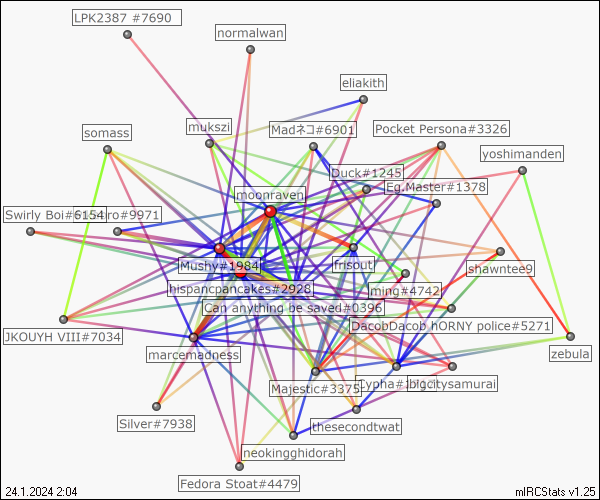 LPK2387 #7690
normalwan
eliakith
mukszi
Madネコ#6901
Pocket Persona#3326
somass
yoshimanden
Duck#1245
Eg.Master#1378
moonraven
Swirly Boi#6154
#9971
Mushy#1984
frisout
shawntee9
hispancpancakes#2928
ming#4742
Can anything be saved#0396
DacobDacob hORNY police#5271
JKOUYH VIII#7034
marcemadness
zebula
Majestic#3375
bigcitysamurai
Silver#7938
thesecondtwat
neokingghidorah
Fedora Stoat#4479
24.1.2024 2:04
mIRCStats v1.25